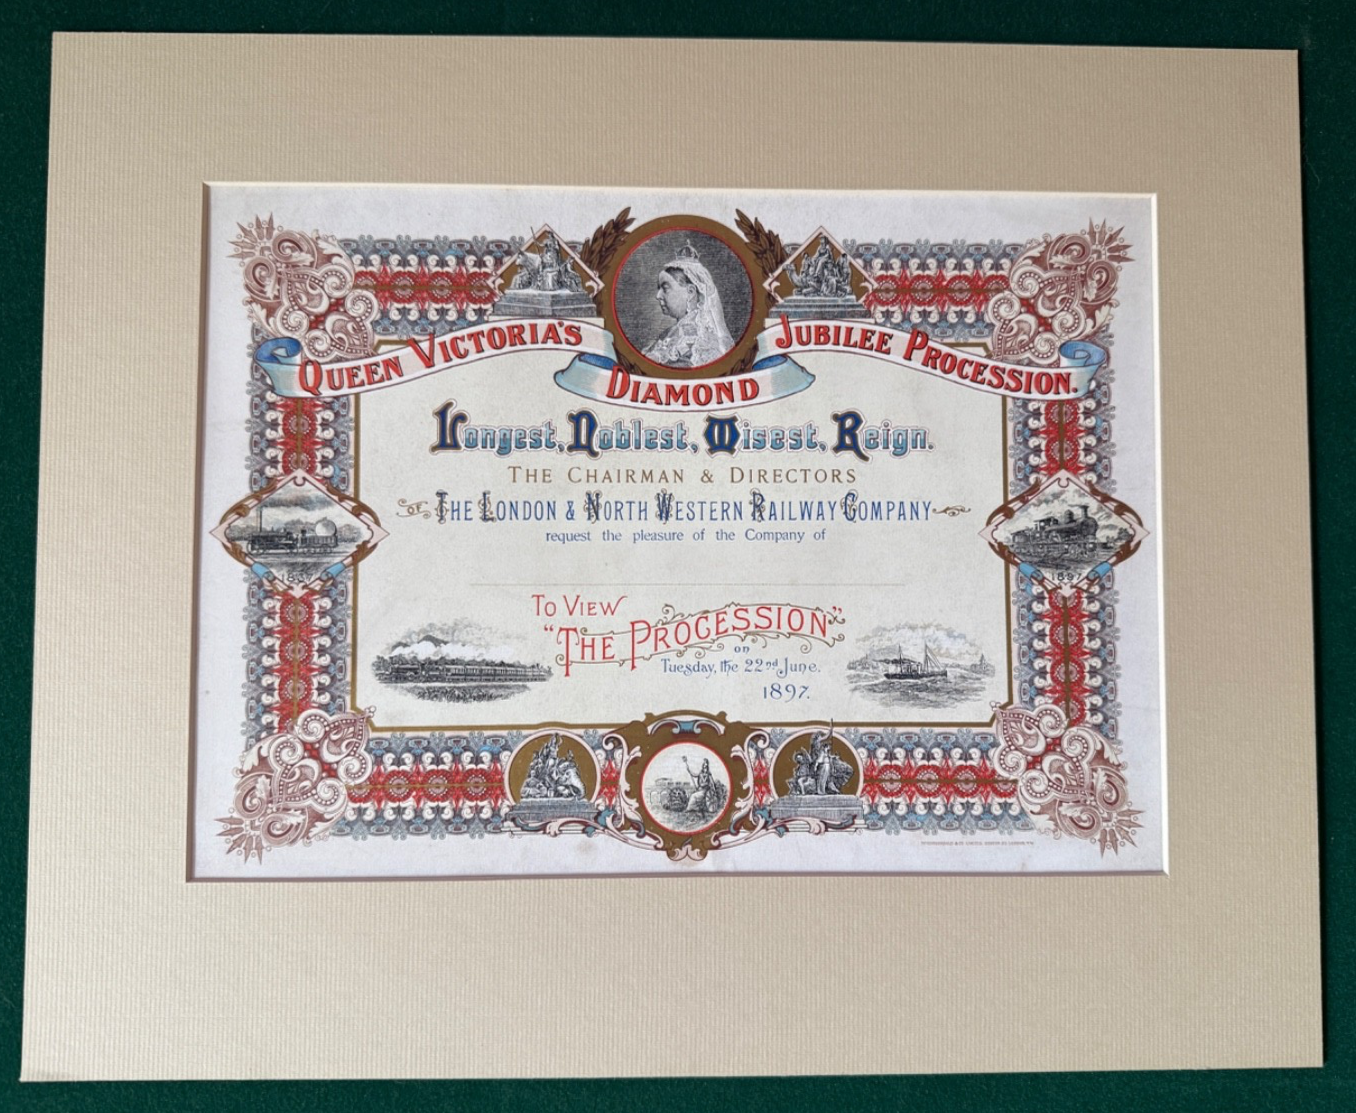 QUEEN VICTORIA'S DIAMOND JUBILEE PROCESSION.
Longest, Noblest, Wisest, Reign.
THE CHAIRMAN & DIRECTORS
OF THE LONDON & NORTH WESTERN RAILWAY COMPANY
request the pleasure of the Company of
1837
1897
TO VIEW
"THE PROCESSION"
on
Tuesday, the 22nd June.
1897.